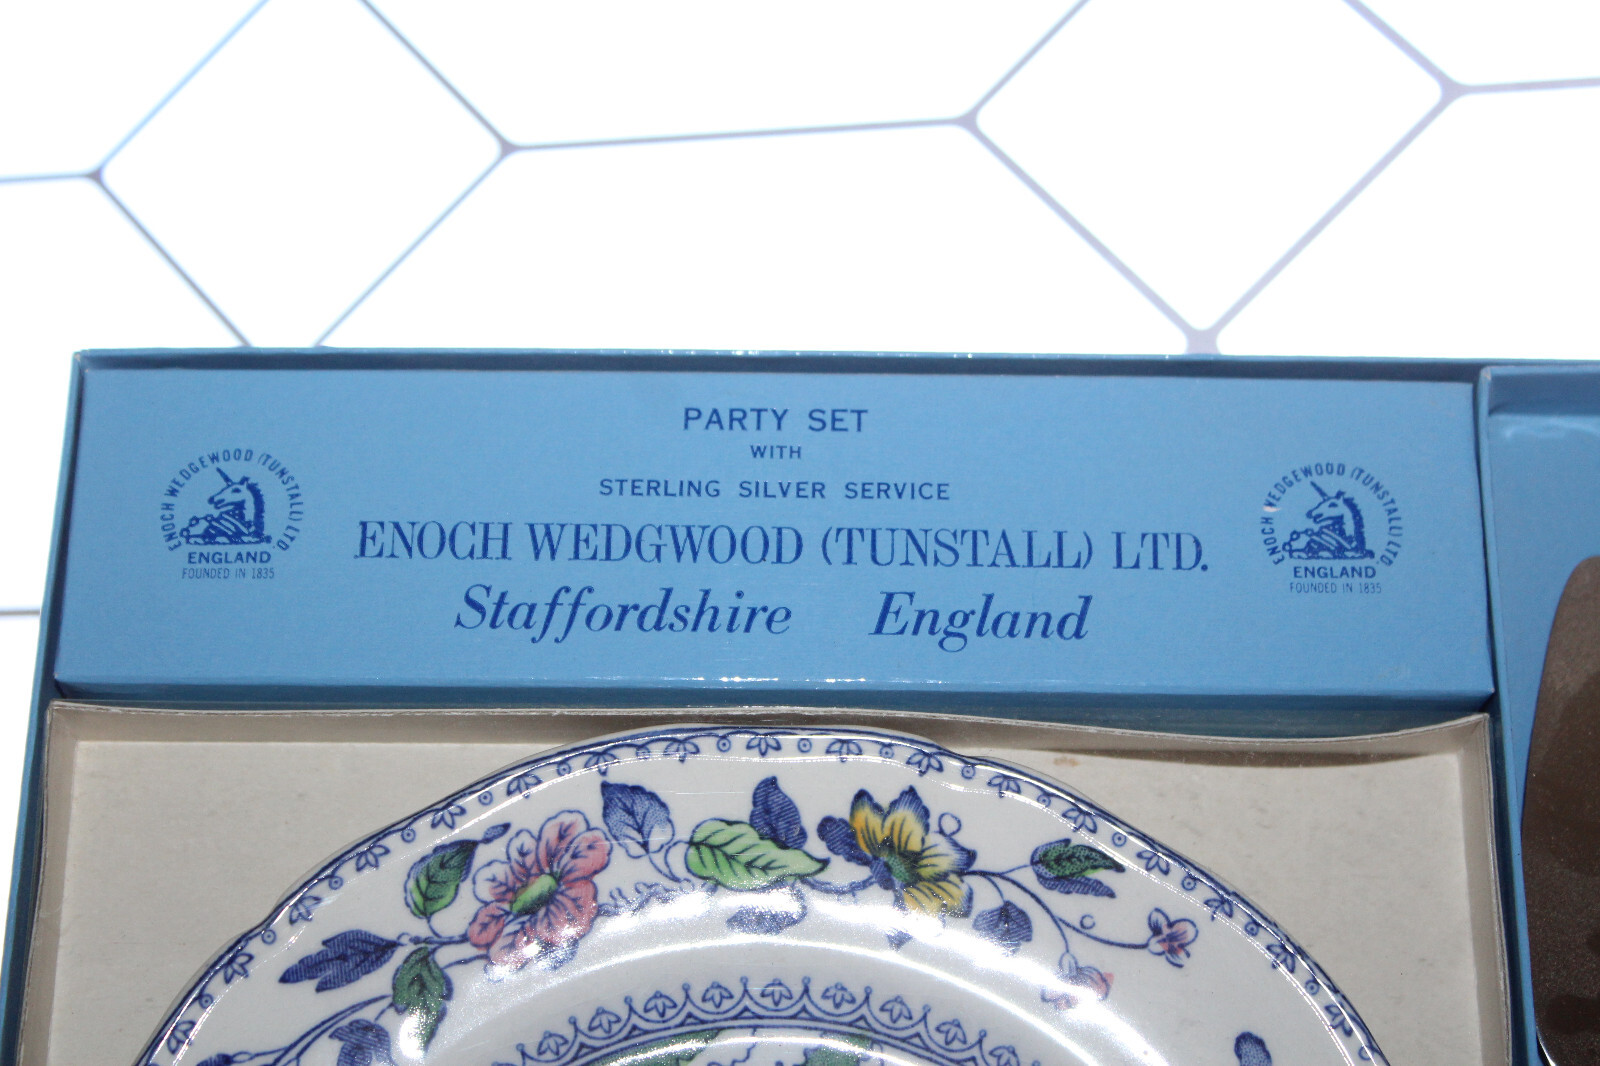 PARTY SET
WITH
STERLING SILVER SERVICE
ENOCH WEDGWOOD (TUNSTALL) LTD.
Staffordshire England
ENOCH WEDGEWOOD (TUNSTALL) LTD.
ENGLAND
FOUNDED IN 1835
ENOCH WEDGEWOOD (TUNSTALL) LTD.
ENGLAND
FOUNDED IN 1835